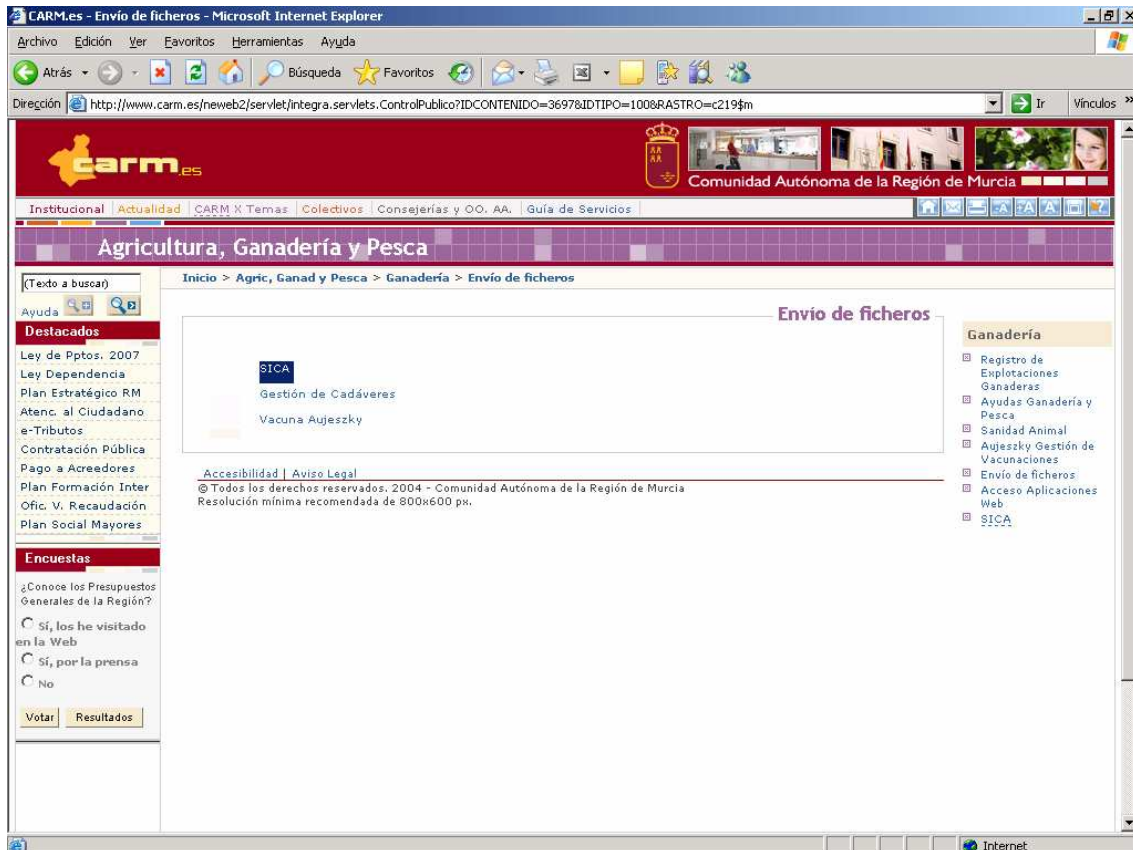 CARM.es - Envío de ficheros - Microsoft Internet Explorer
Archivo Edición Ver Favoritos Herramientas Ayuda
Atrás Búsqueda Favoritos
Dirección http://www.carm.es/neweb2/servlet/integra.servlets.ControlPublico?IDCONTENIDO=3697&IDTIPO=100&RASTRO=c219$m Ir Vínculos »
carm.es
Comunidad Autónoma de la Región de Murcia
Institucional Actualidad CARM X Temas Colectivos Consejerías y OO. AA. Guía de Servicios
Agricultura, Ganadería y Pesca
(Texto a buscar)
Ayuda
Inicio > Agric, Ganad y Pesca > Ganadería > Envío de ficheros
Destacados
Ley de Pptos. 2007
Ley Dependencia
Plan Estratégico RM
Atenc. al Ciudadano
e-Tributos
Contratación Pública
Pago a Acreedores
Plan Formación Inter
Ofic. V. Recaudación
Plan Social Mayores
Encuestas
¿Conoce los Presupuestos
Generales de la Región?
Sí, los he visitado
en la Web
Sí, por la prensa
No
Votar Resultados
Envío de ficheros
SICA
Gestión de Cadáveres
Vacuna Aujeszky
Accesibilidad | Aviso Legal
© Todos los derechos reservados. 2004 - Comunidad Autónoma de la Región de Murcia
Resolución mínima recomendada de 800x600 px.
Ganadería
Registro de
Explotaciones
Ganaderas
Ayudas Ganadería y
Pesca
Sanidad Animal
Aujeszky Gestión de
Vacunaciones
Envío de ficheros
Acceso Aplicaciones
Web
SICA
Internet